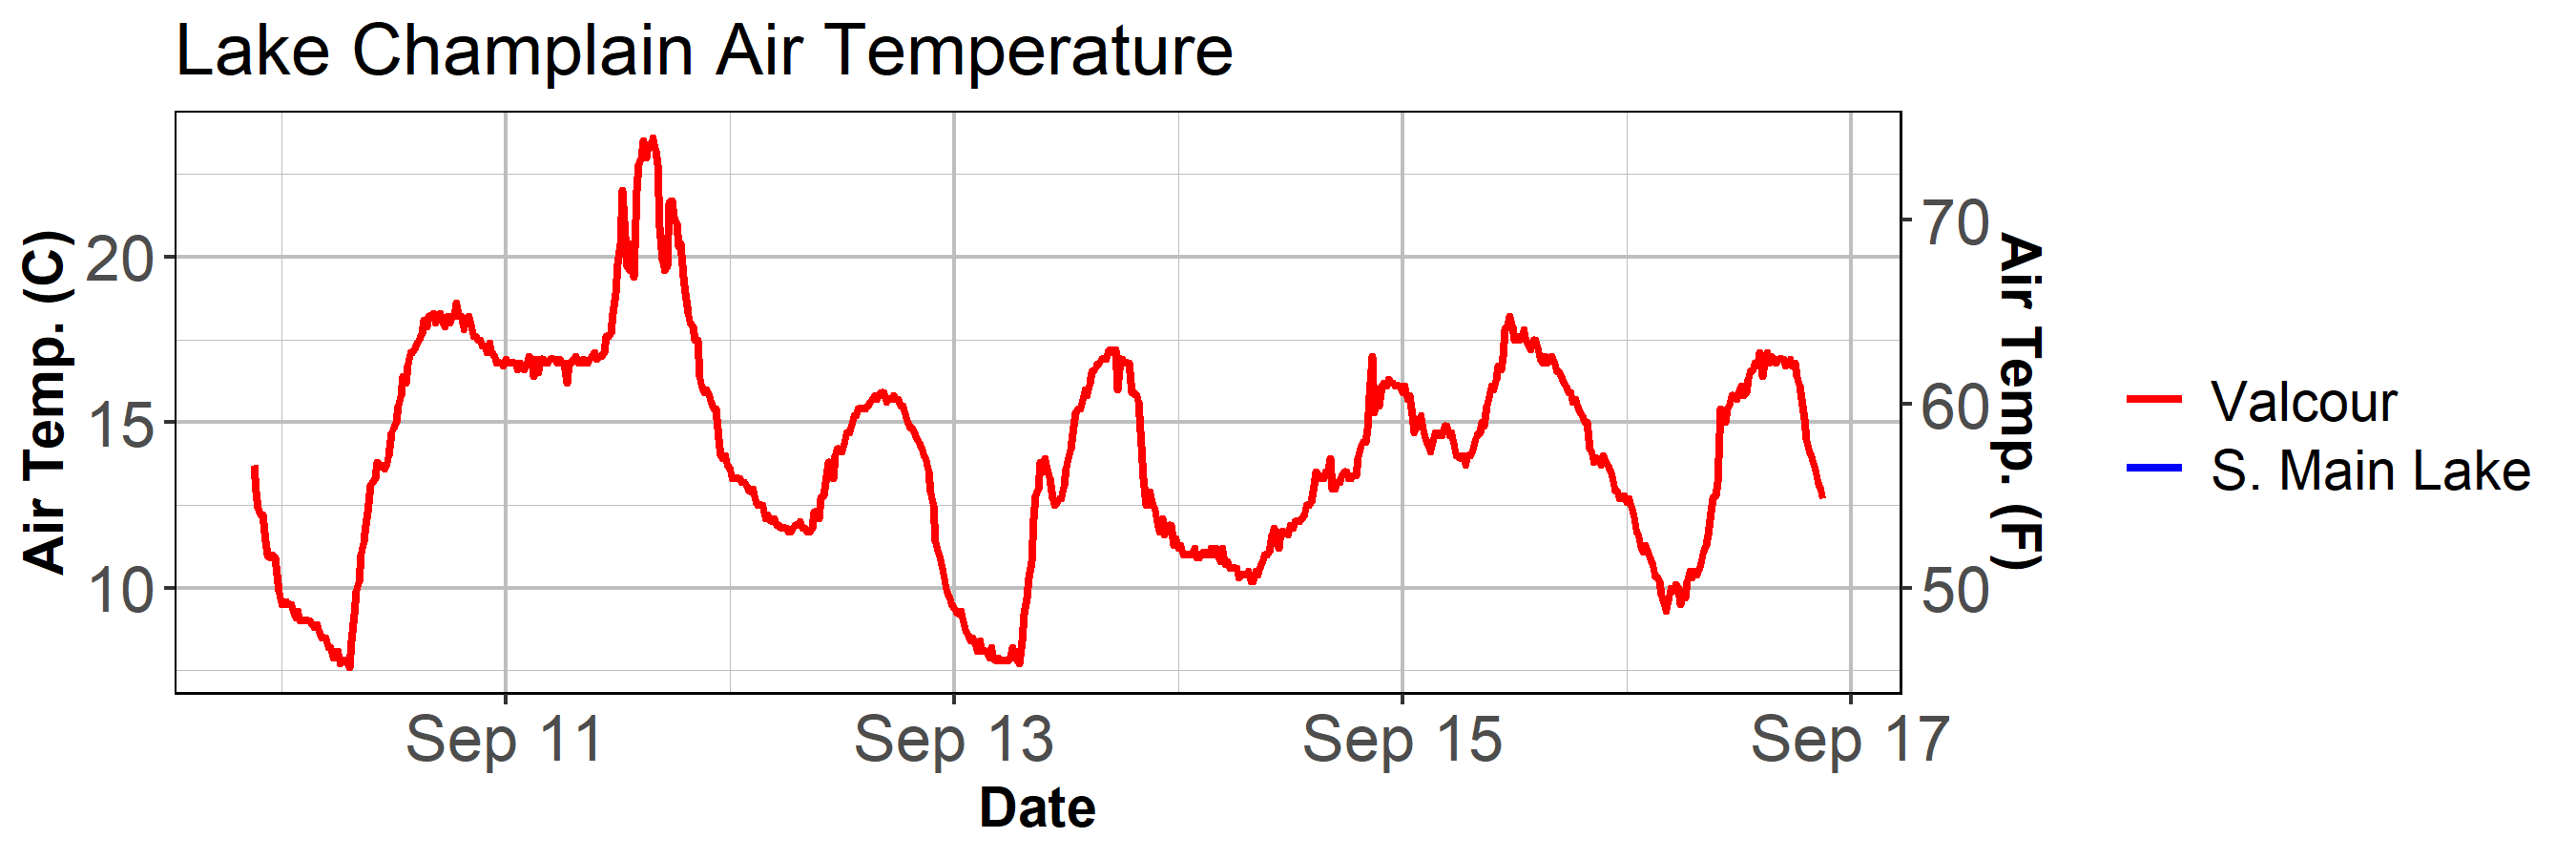 Lake Champlain Air Temperature
Air Temp. (C)
20
15
10
70
60
50
Air Temp. (F)
Sep 11
Sep 13
Sep 15
Sep 17
Date
Valcour
S. Main Lake